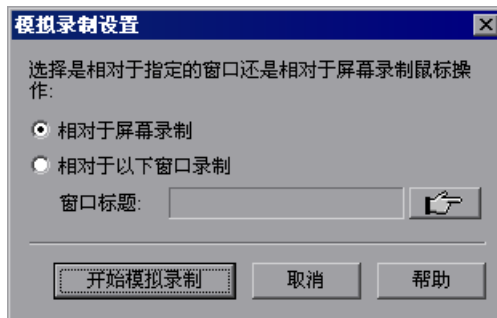 模拟录制设置
选择是相对于指定的窗口还是相对于屏幕录制鼠标操
作:
相对于屏幕录制
相对于以下窗口录制
窗口标题:
开始模拟录制 取消 帮助